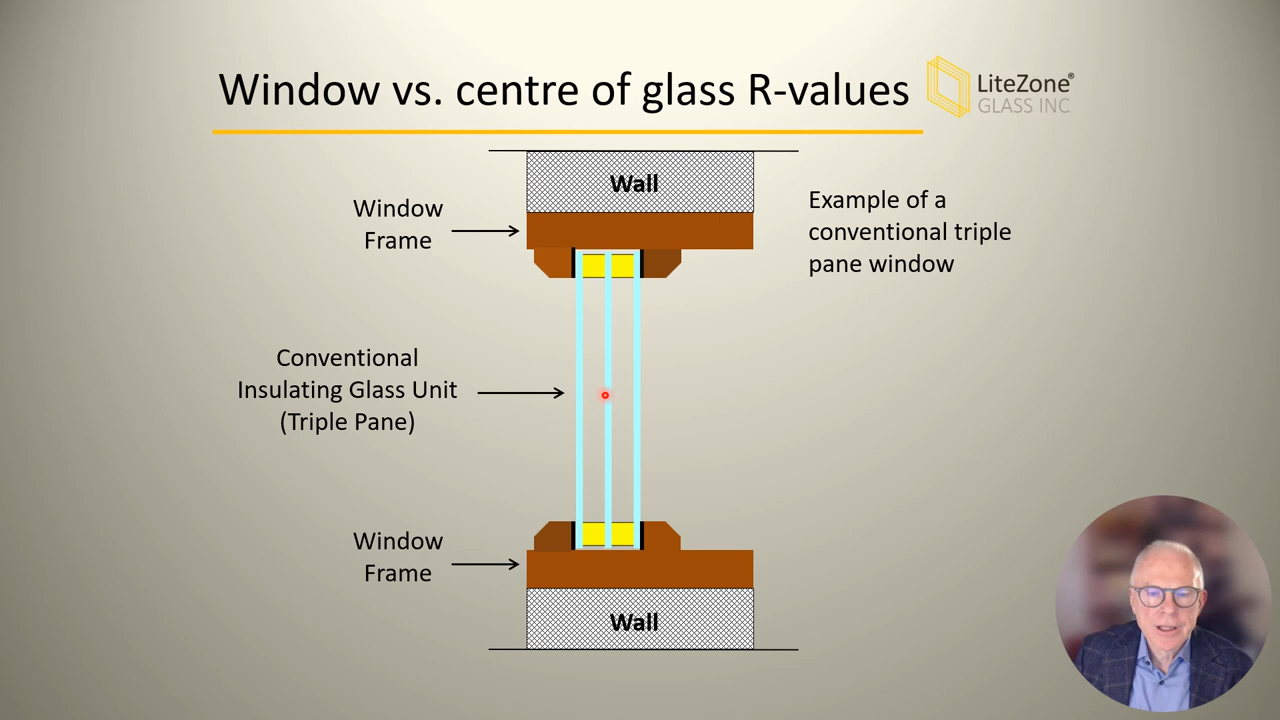 Window vs. centre of glass R-values
LiteZone®
GLASS INC
Wall
Window
Frame
Example of a
conventional triple
pane window
Conventional
Insulating Glass Unit
(Triple Pane)
Window
Frame
Wall